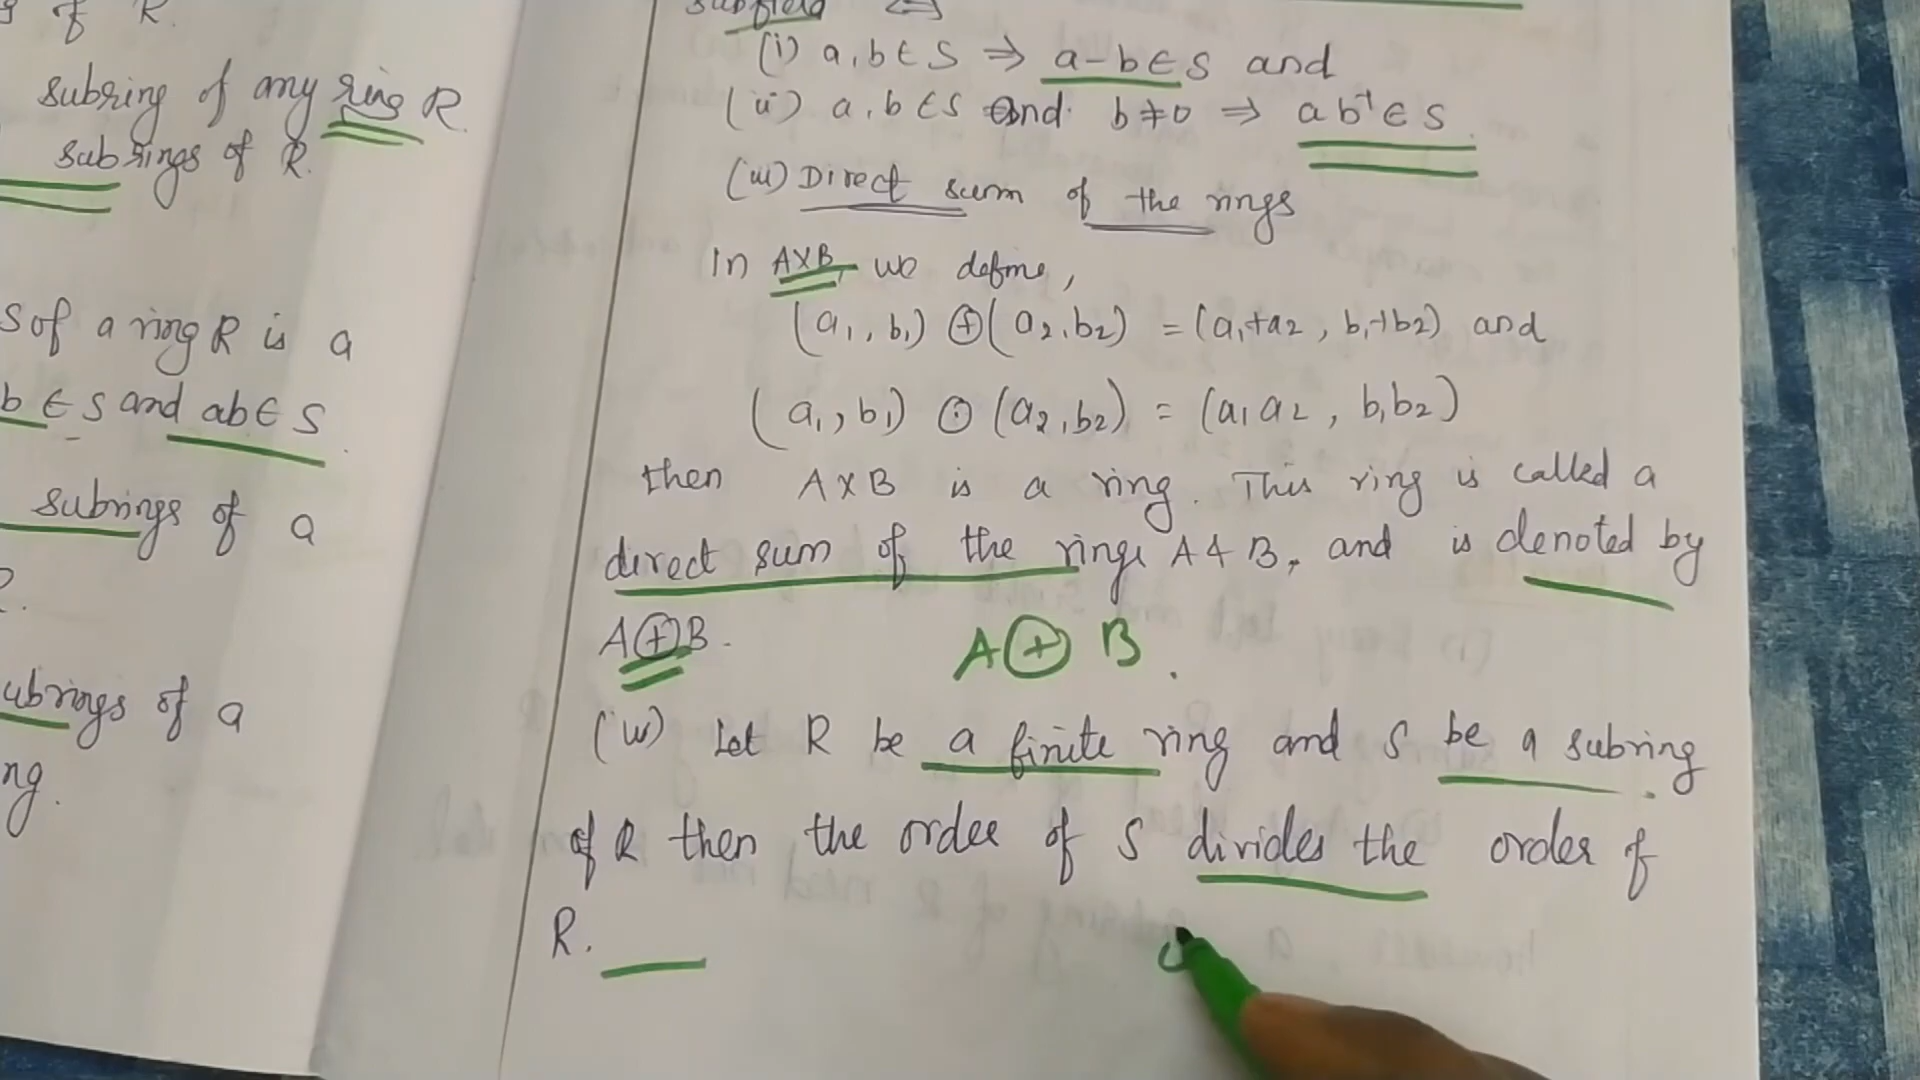 of R.
subring of any ring R
subrings of R.
s of a ring R is a
b ∈ S and ab ∈ S.
subrings of a
ubrings of a
ng.
subfield ⇔
(i) a, b ∈ S ⇒ a - b ∈ S and
(ii) a, b ∈ S and b ≠ 0 ⇒ ab⁻¹ ∈ S.
(iii) Direct sum of the rings
In A×B, we define,
(a₁, b₁) ⊕ (a₂, b₂) = (a₁+a₂, b₁+b₂) and
(a₁, b₁) ⊙ (a₂, b₂) = (a₁a₂, b₁b₂)
then A×B is a ring. This ring is called a
direct sum of the rings A & B, and is denoted by
A⊕B. A ⊕ B.
(iv) Let R be a finite ring and S be a subring
of R then the order of S divides the order of
R.